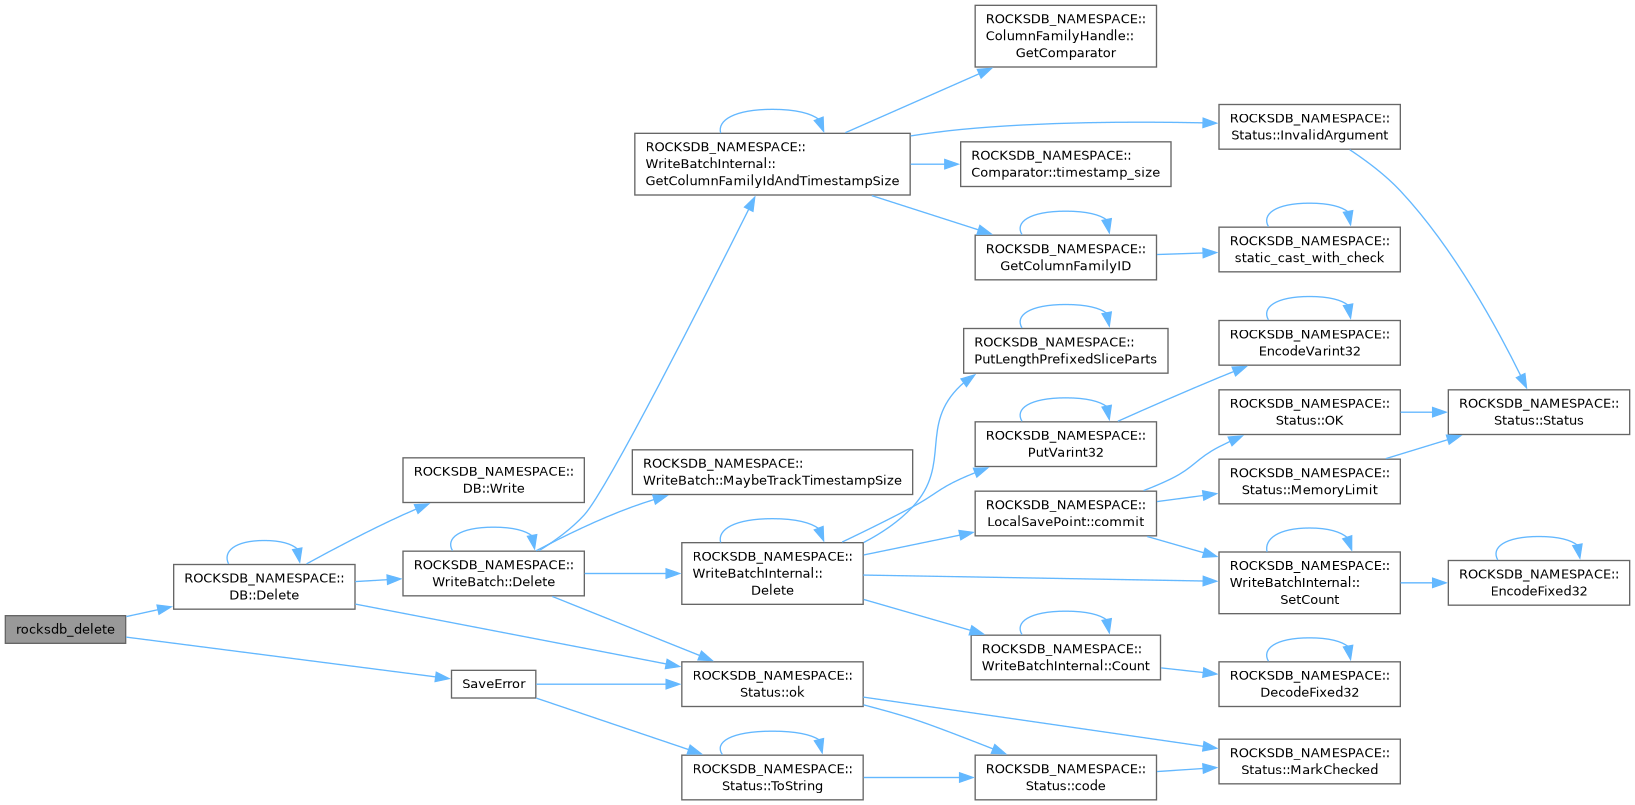 ROCKSDB_NAMESPACE::
ColumnFamilyHandle::
GetComparator
ROCKSDB_NAMESPACE::
Status::InvalidArgument
ROCKSDB_NAMESPACE::
WriteBatchInternal::
GetColumnFamilyIdAndTimestampSize
ROCKSDB_NAMESPACE::
Comparator::timestamp_size
ROCKSDB_NAMESPACE::
GetColumnFamilyID
ROCKSDB_NAMESPACE::
static_cast_with_check
ROCKSDB_NAMESPACE::
PutLengthPrefixedSliceParts
ROCKSDB_NAMESPACE::
EncodeVarint32
ROCKSDB_NAMESPACE::
Status::OK
ROCKSDB_NAMESPACE::
Status::Status
ROCKSDB_NAMESPACE::
PutVarint32
ROCKSDB_NAMESPACE::
DB::Write
ROCKSDB_NAMESPACE::
WriteBatch::MaybeTrackTimestampSize
ROCKSDB_NAMESPACE::
Status::MemoryLimit
ROCKSDB_NAMESPACE::
LocalSavePoint::commit
ROCKSDB_NAMESPACE::
DB::Delete
ROCKSDB_NAMESPACE::
WriteBatch::Delete
ROCKSDB_NAMESPACE::
WriteBatchInternal::
Delete
ROCKSDB_NAMESPACE::
WriteBatchInternal::
SetCount
ROCKSDB_NAMESPACE::
EncodeFixed32
rocksdb_delete
ROCKSDB_NAMESPACE::
WriteBatchInternal::Count
SaveError
ROCKSDB_NAMESPACE::
Status::ok
ROCKSDB_NAMESPACE::
DecodeFixed32
ROCKSDB_NAMESPACE::
Status::ToString
ROCKSDB_NAMESPACE::
Status::code
ROCKSDB_NAMESPACE::
Status::MarkChecked